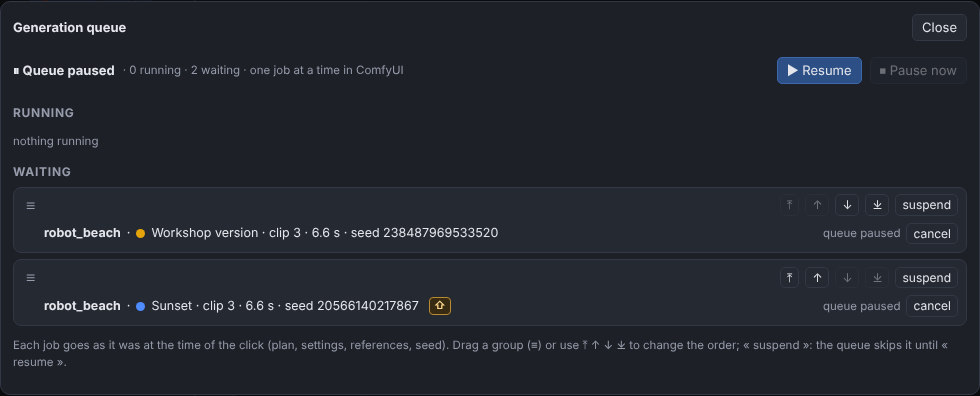 Generation queue
Close
⏸ Queue paused · 0 running · 2 waiting · one job at a time in ComfyUI
▶ Resume
■ Pause now
RUNNING
nothing running
WAITING
≡
⤒ ↑ ↓ ⤓ suspend
robot_beach · Workshop version · clip 3 · 6.6 s · seed 238487969533520
queue paused cancel
≡
⤒ ↑ ↓ ⤓ suspend
robot_beach · Sunset · clip 3 · 6.6 s · seed 20566140217867 ⇧
queue paused cancel
Each job goes as it was at the time of the click (plan, settings, references, seed). Drag a group (≡) or use ⤒ ↑ ↓ ⤓ to change the order; « suspend »: the queue skips it until «
resume ».